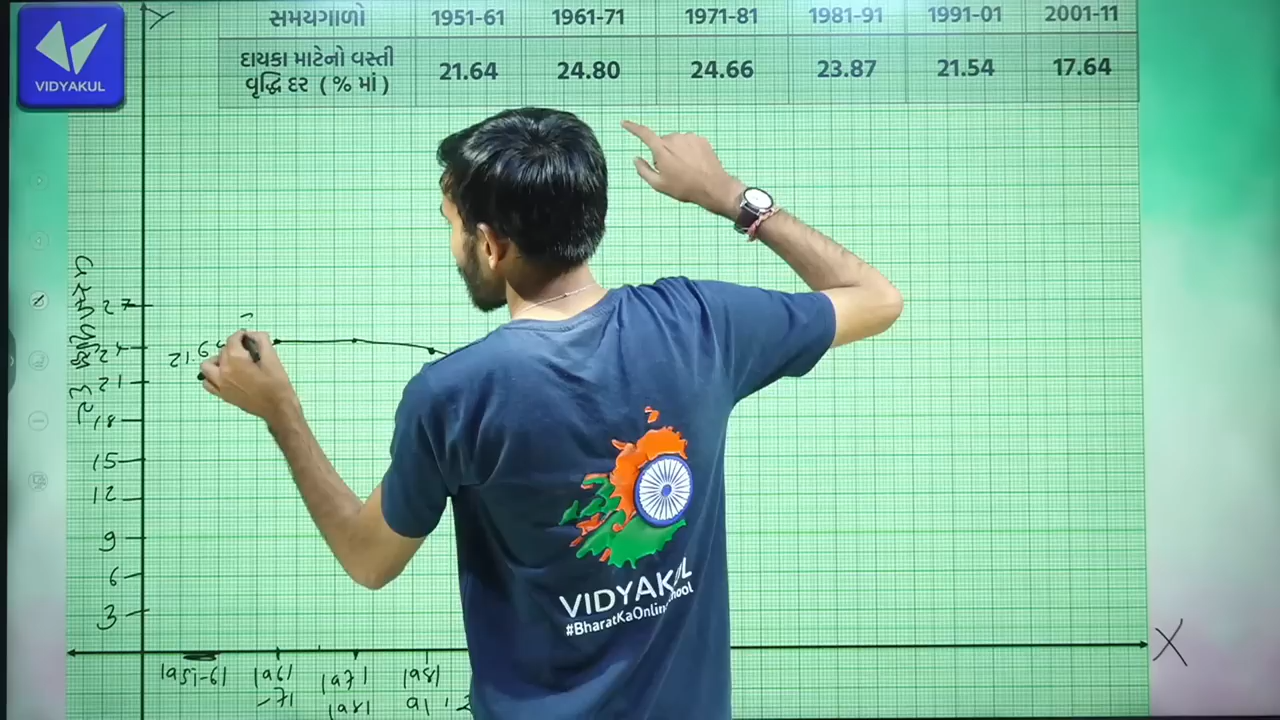 VIDYAKUL
Y
સમયગાળો 1951-61 1961-71 1971-81 1981-91 1991-01 2001-11
દાયકા માટેનો વસ્તી
વૃદ્ધિ દર ( % માં ) 21.64 24.80 24.66 23.87 21.54 17.64
27
24
21.64
21
18
15
12
9
6
3
X
1951-61 1961 1971 1981
-71 1981 91
દર
VIDYAKUL
#BharatKaOnlineSchool